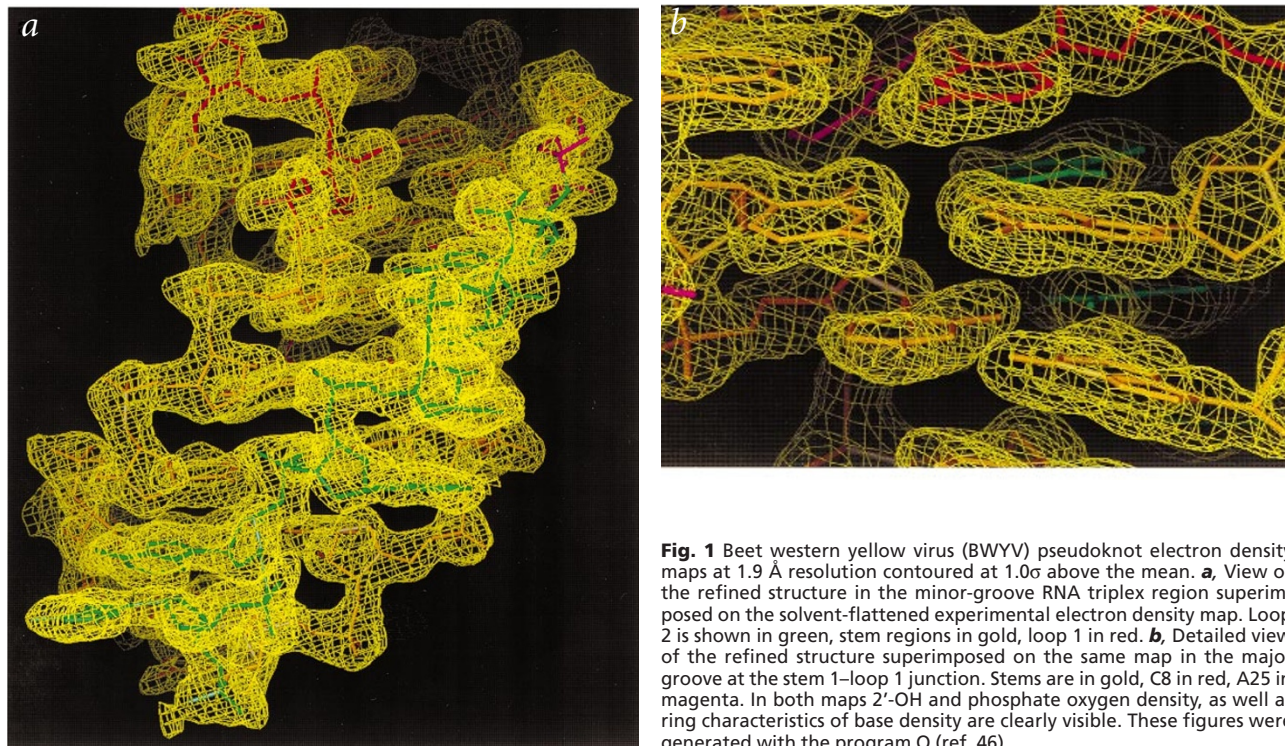 a
b
Fig. 1 Beet western yellow virus (BWYV) pseudoknot electron density
maps at 1.9 Å resolution contoured at 1.0σ above the mean. a, View o
the refined structure in the minor-groove RNA triplex region superim
posed on the solvent-flattened experimental electron density map. Loop
2 is shown in green, stem regions in gold, loop 1 in red. b, Detailed view
of the refined structure superimposed on the same map in the majo
groove at the stem 1–loop 1 junction. Stems are in gold, C8 in red, A25 in
magenta. In both maps 2’-OH and phosphate oxygen density, as well a
ring characteristics of base density are clearly visible. These figures were
generated with the program O (ref. 46)